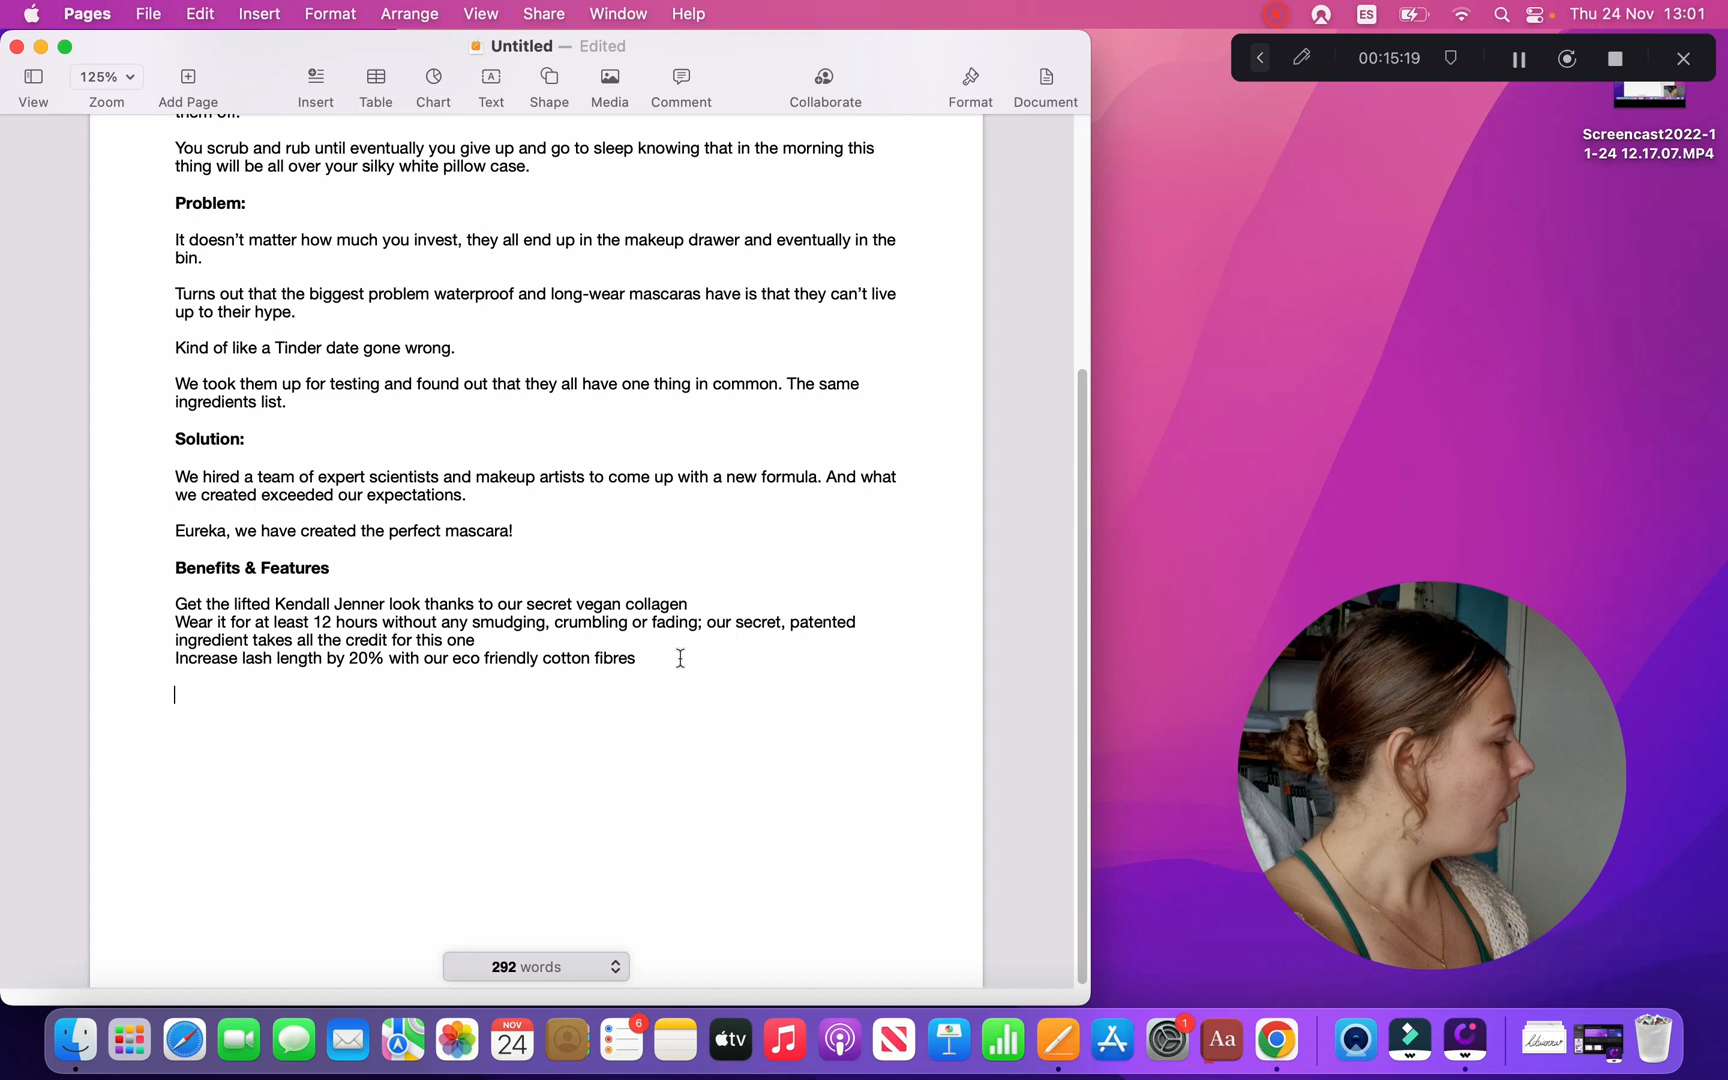 Pages File Edit Insert Format Arrange View Share Window Help
ES
Thu 24 Nov 13:01
Untitled — Edited
00:15:19
125%
View Zoom Add Page Insert Table Chart Text Shape Media Comment Collaborate Format Document
Screencast2022-1
1-24 12.17.07.MP4
them off.
You scrub and rub until eventually you give up and go to sleep knowing that in the morning this
thing will be all over your silky white pillow case.
Problem:
It doesn’t matter how much you invest, they all end up in the makeup drawer and eventually in the
bin.
Turns out that the biggest problem waterproof and long-wear mascaras have is that they can’t live
up to their hype.
Kind of like a Tinder date gone wrong.
We took them up for testing and found out that they all have one thing in common. The same
ingredients list.
Solution:
We hired a team of expert scientists and makeup artists to come up with a new formula. And what
we created exceeded our expectations.
Eureka, we have created the perfect mascara!
Benefits & Features
Get the lifted Kendall Jenner look thanks to our secret vegan collagen
Wear it for at least 12 hours without any smudging, crumbling or fading; our secret, patented
ingredient takes all the credit for this one
Increase lash length by 20% with our eco friendly cotton fibres
292 words
NOV
24
6
tv
1
Aa